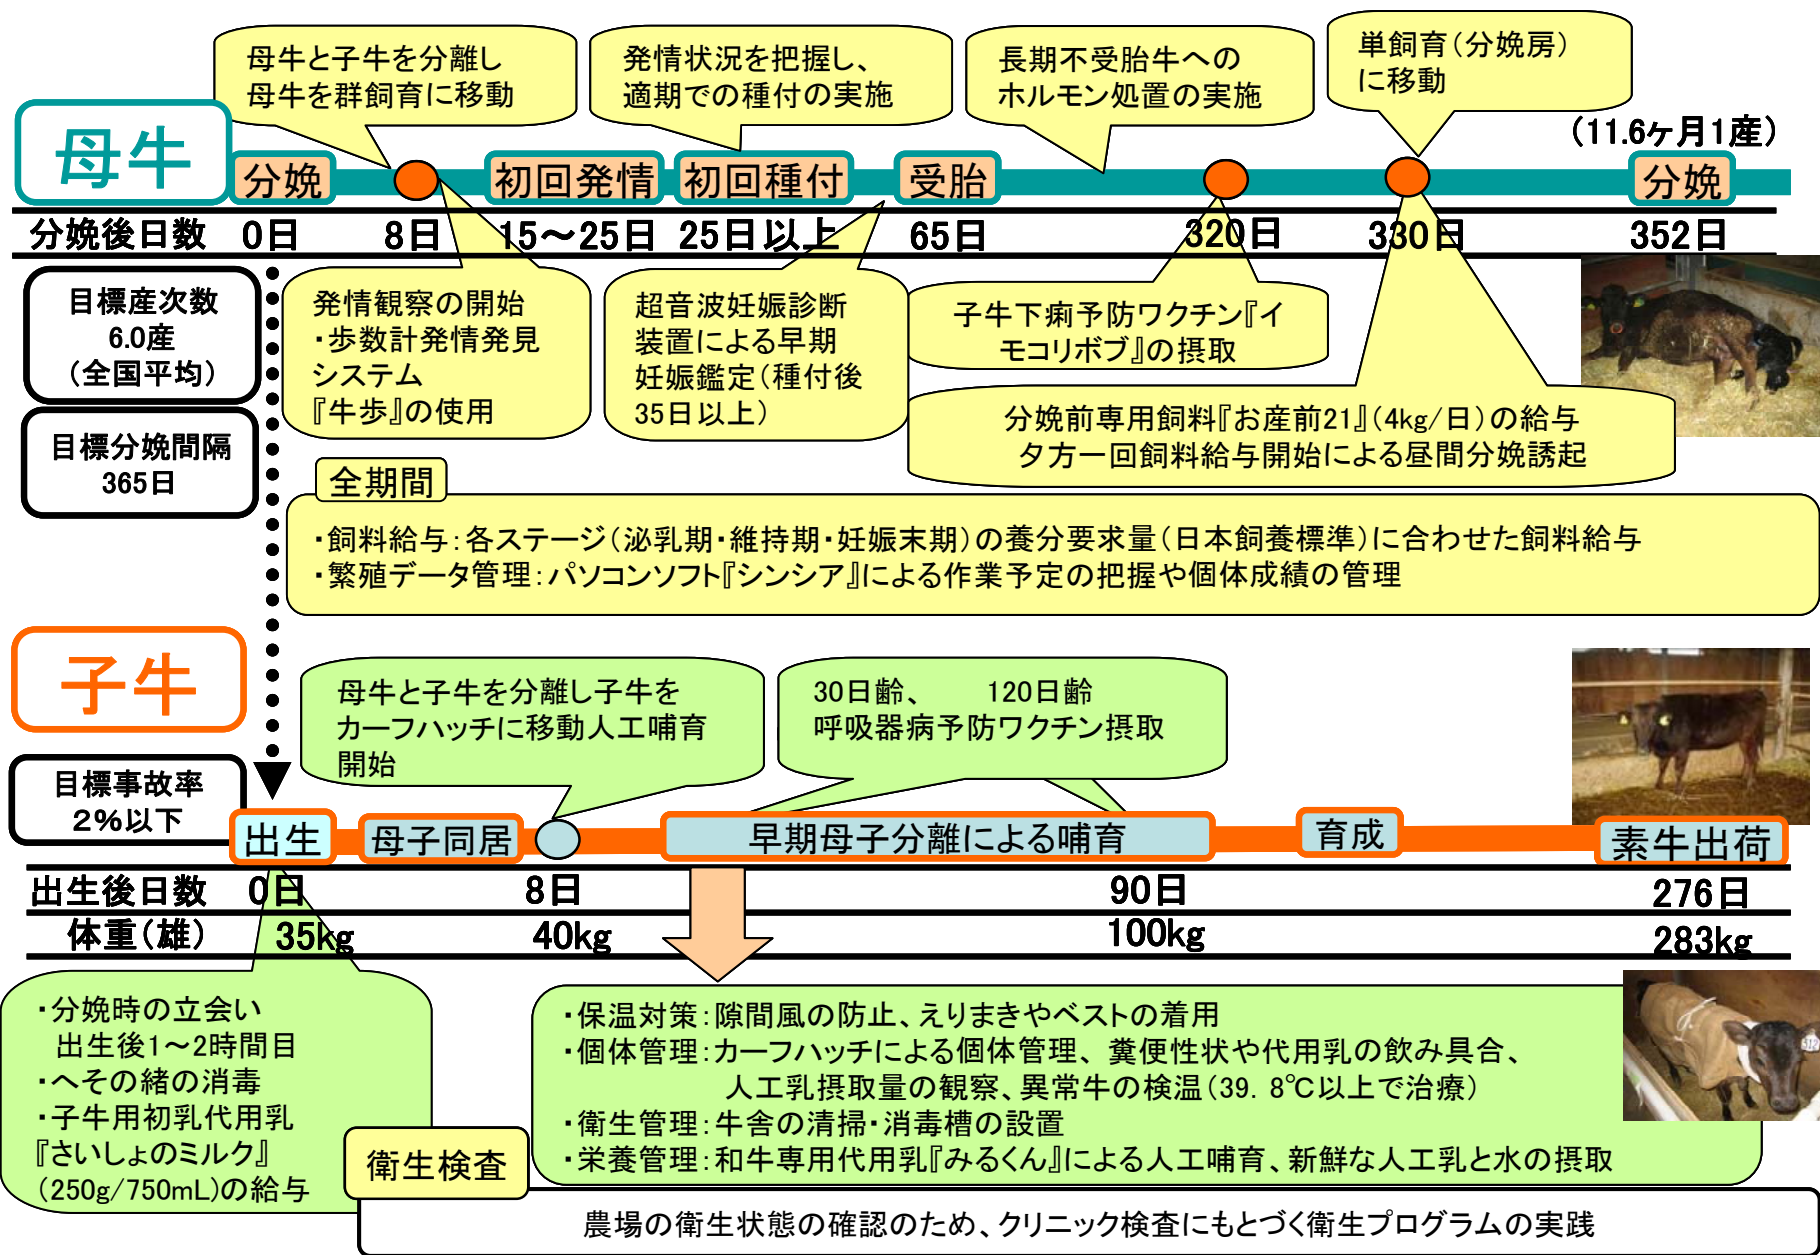 母牛と子牛を分離し
母牛を群飼育に移動
発情状況を把握し、
適期での種付の実施
長期不受胎牛への
ホルモン処置の実施
単飼育(分娩房)
に移動
(11.6ヶ月1産)
母牛
分娩
初回発情
初回種付
受胎
分娩
分娩後日数 0日 8日 15～25日 25日以上 65日 320日 330日 352日
目標産次数
6.0産
(全国平均)
目標分娩間隔
365日
発情観察の開始
・歩数計発情発見
システム
『牛歩』の使用
超音波妊娠診断
装置による早期
妊娠鑑定(種付後
35日以上)
子牛下痢予防ワクチン『イ
モコリボブ』の摂取
分娩前専用飼料『お産前21』(4kg/日)の給与
夕方一回飼料給与開始による昼間分娩誘起
全期間
・飼料給与:各ステージ(泌乳期・維持期・妊娠末期)の養分要求量(日本飼養標準)に合わせた飼料給与
・繁殖データ管理:パソコンソフト『シンシア』による作業予定の把握や個体成績の管理
子牛
母牛と子牛を分離し子牛を
カーフハッチに移動人工哺育
開始
30日齢、 120日齢
呼吸器病予防ワクチン摂取
目標事故率
2%以下
出生
母子同居
早期母子分離による哺育
育成
素牛出荷
出生後日数 0日 8日 90日 276日
体重(雄) 35kg 40kg 100kg 283kg
・分娩時の立会い
出生後1～2時間目
・へその緒の消毒
・子牛用初乳代用乳
『さいしょのミルク』
(250g/750mL)の給与
・保温対策:隙間風の防止、えりまきやベストの着用
・個体管理:カーフハッチによる個体管理、糞便性状や代用乳の飲み具合、
人工乳摂取量の観察、異常牛の検温(39.8℃以上で治療)
・衛生管理:牛舎の清掃・消毒槽の設置
・栄養管理:和牛専用代用乳『みるくん』による人工哺育、新鮮な人工乳と水の摂取
衛生検査
農場の衛生状態の確認のため、クリニック検査にもとづく衛生プログラムの実践